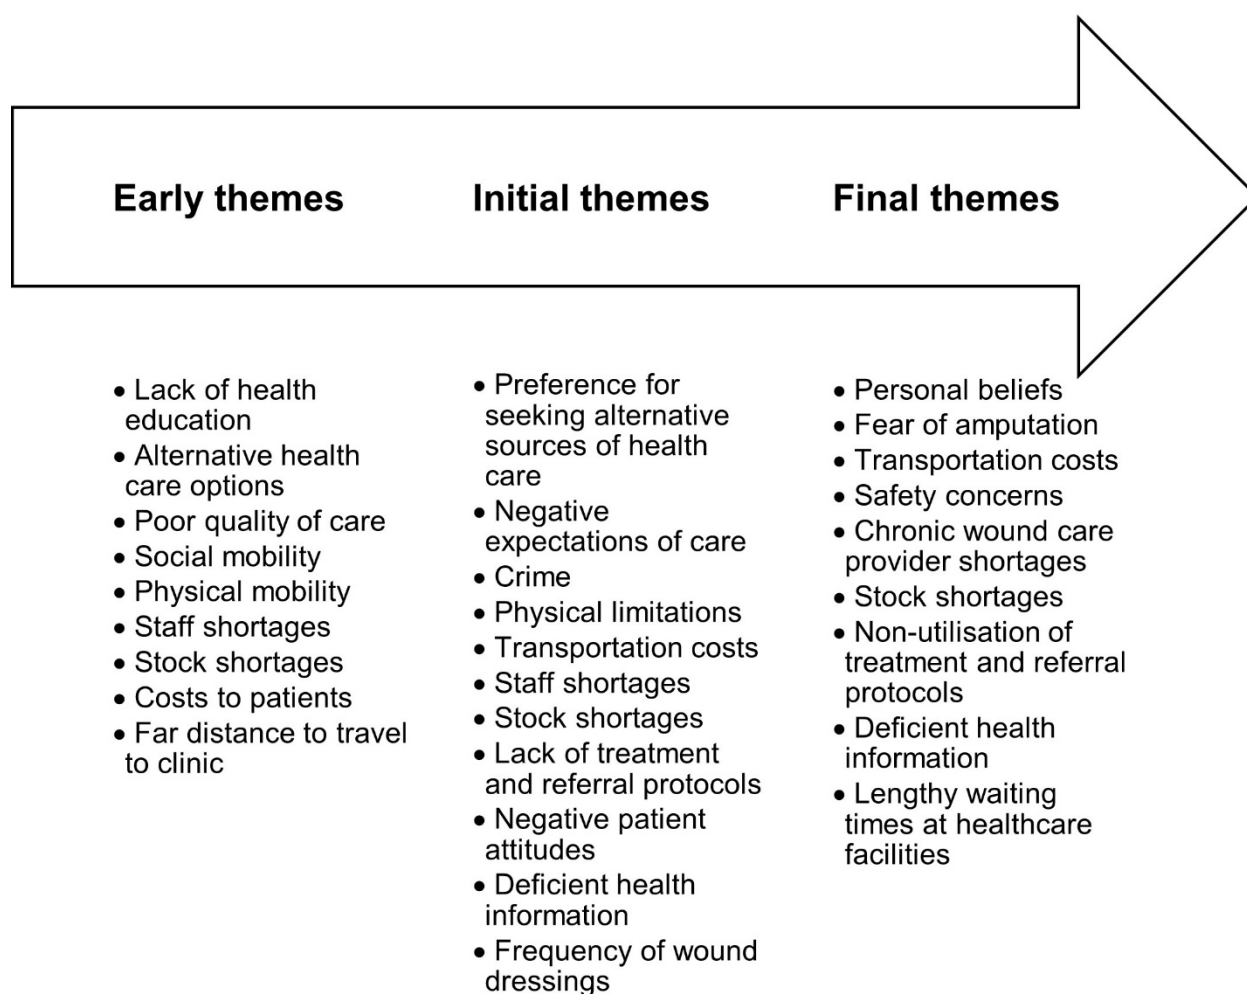 Early themes
Initial themes
Final themes
• Lack of health
education
• Alternative health
care options
• Poor quality of care
• Social mobility
• Physical mobility
• Staff shortages
• Stock shortages
• Costs to patients
• Far distance to travel
to clinic
• Preference for
seeking alternative
sources of health
care
• Negative
expectations of care
• Crime
• Physical limitations
• Transportation costs
• Staff shortages
• Stock shortages
• Lack of treatment
and referral protocols
• Negative patient
attitudes
• Deficient health
information
• Frequency of wound
dressings
• Personal beliefs
• Fear of amputation
• Transportation costs
• Safety concerns
• Chronic wound care
provider shortages
• Stock shortages
• Non-utilisation of
treatment and referral
protocols
• Deficient health
information
• Lengthy waiting
times at healthcare
facilities